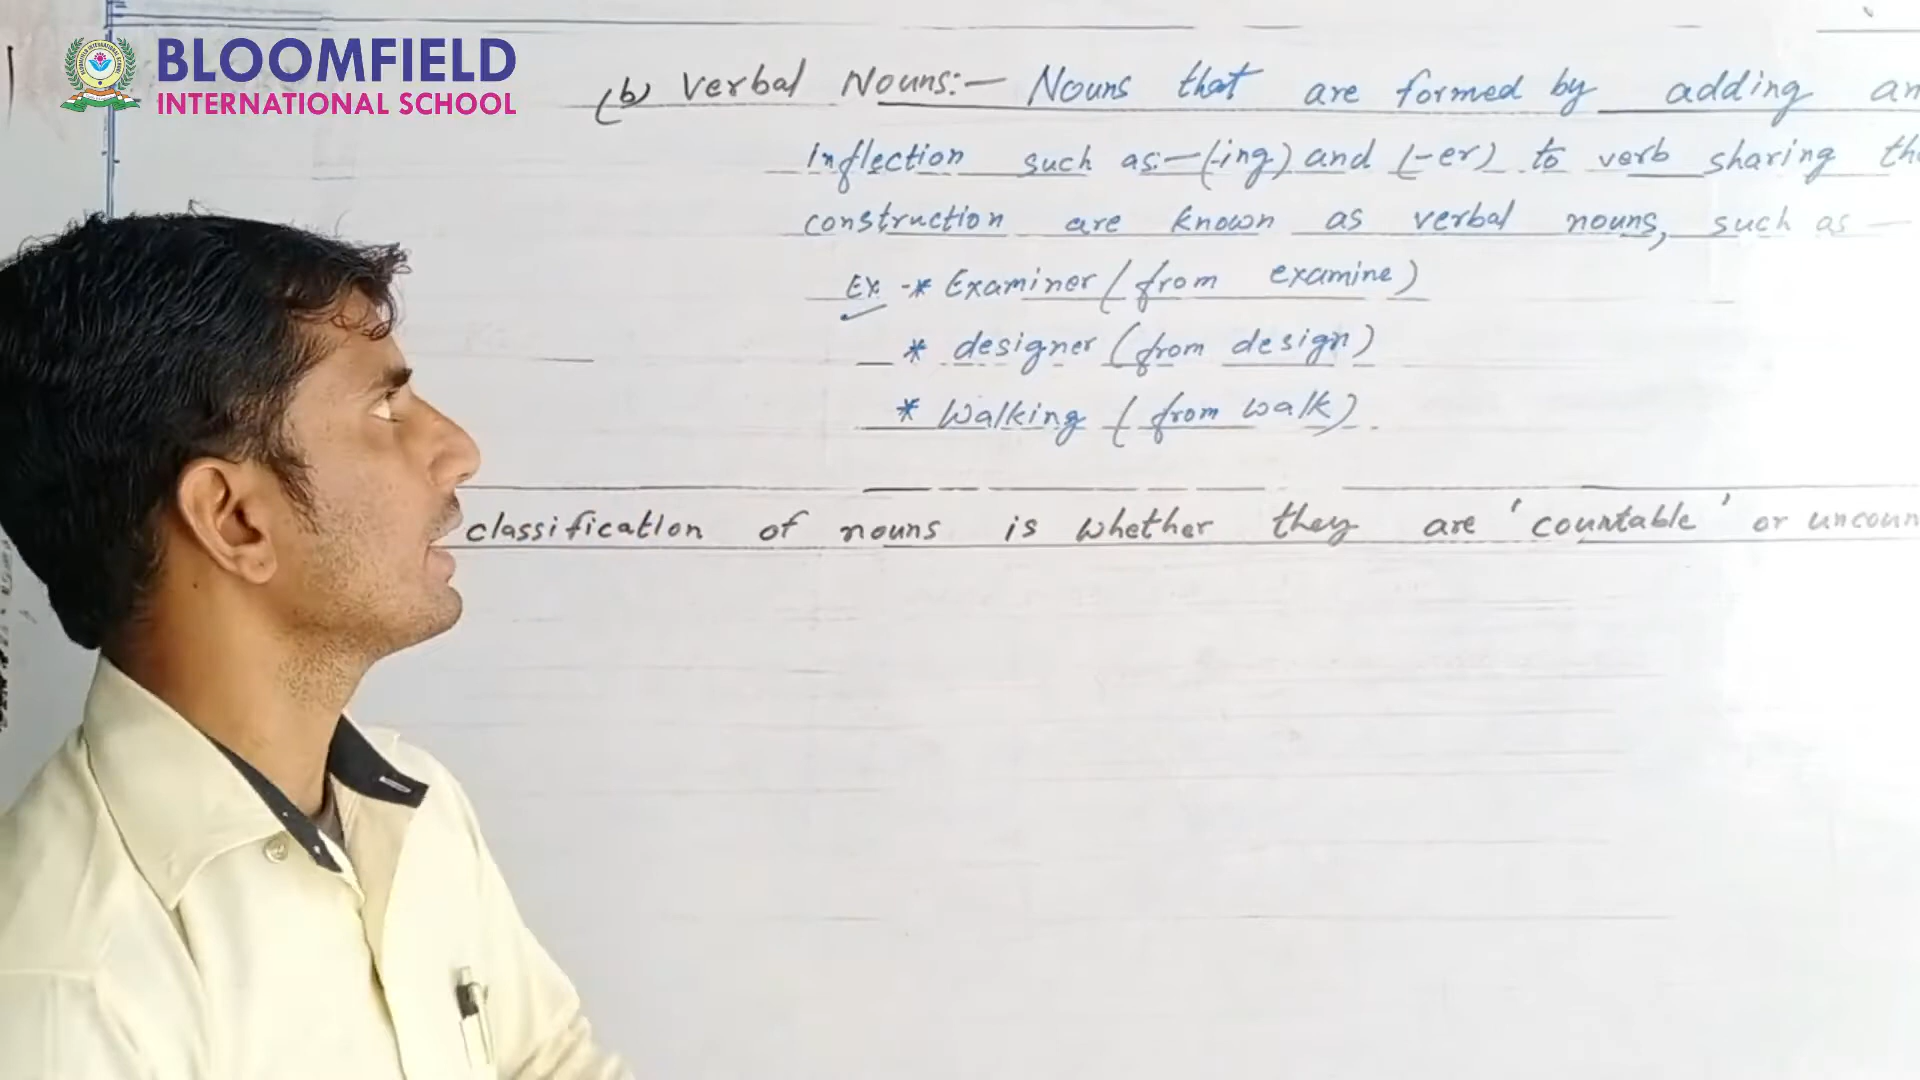 BLOOMFIELD
INTERNATIONAL SCHOOL
(b) Verbal Nouns:- Nouns that are formed by adding an
inflection such as:-(-ing) and (-er) to verb sharing the
construction are known as verbal nouns, such as -
Ex -* Examiner (from examine)
* designer (from design)
* Walking (from walk)
classification of nouns is whether they are 'countable' or uncoun